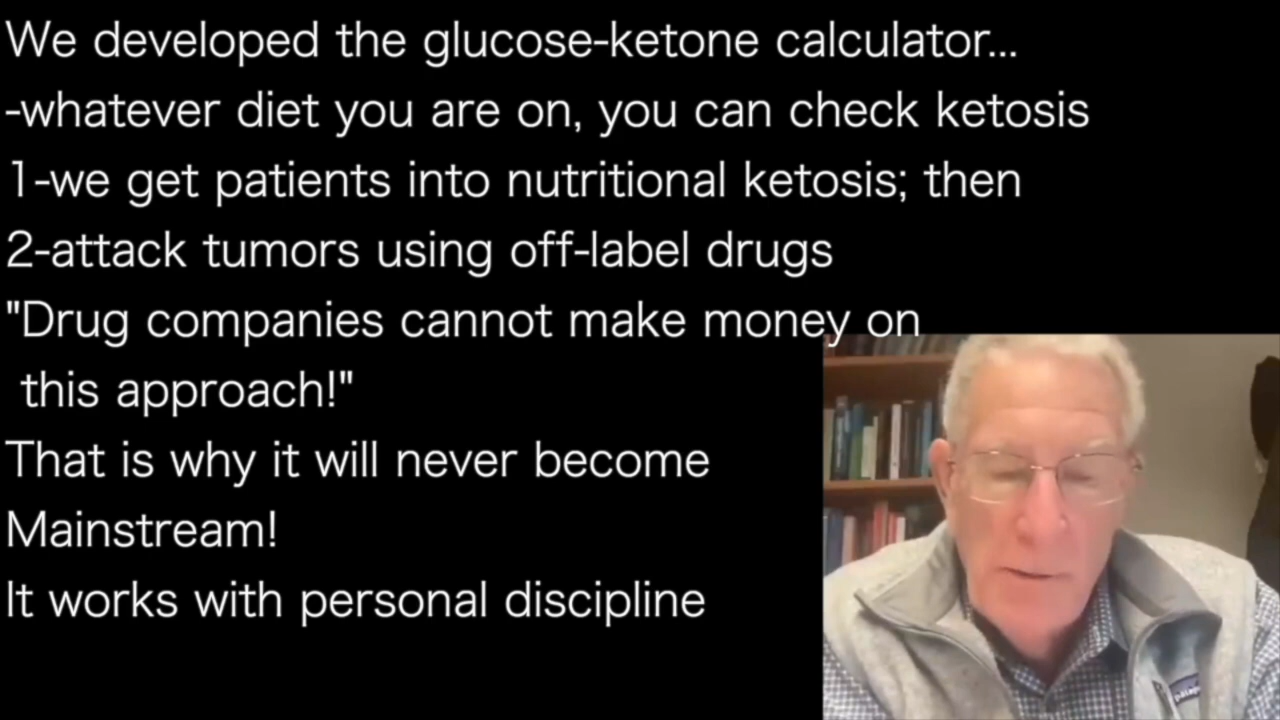 We developed the glucose-ketone calculator...
-whatever diet you are on, you can check ketosis
1-we get patients into nutritional ketosis; then
2-attack tumors using off-label drugs
"Drug companies cannot make money on
this approach!"
That is why it will never become
Mainstream!
It works with personal discipline